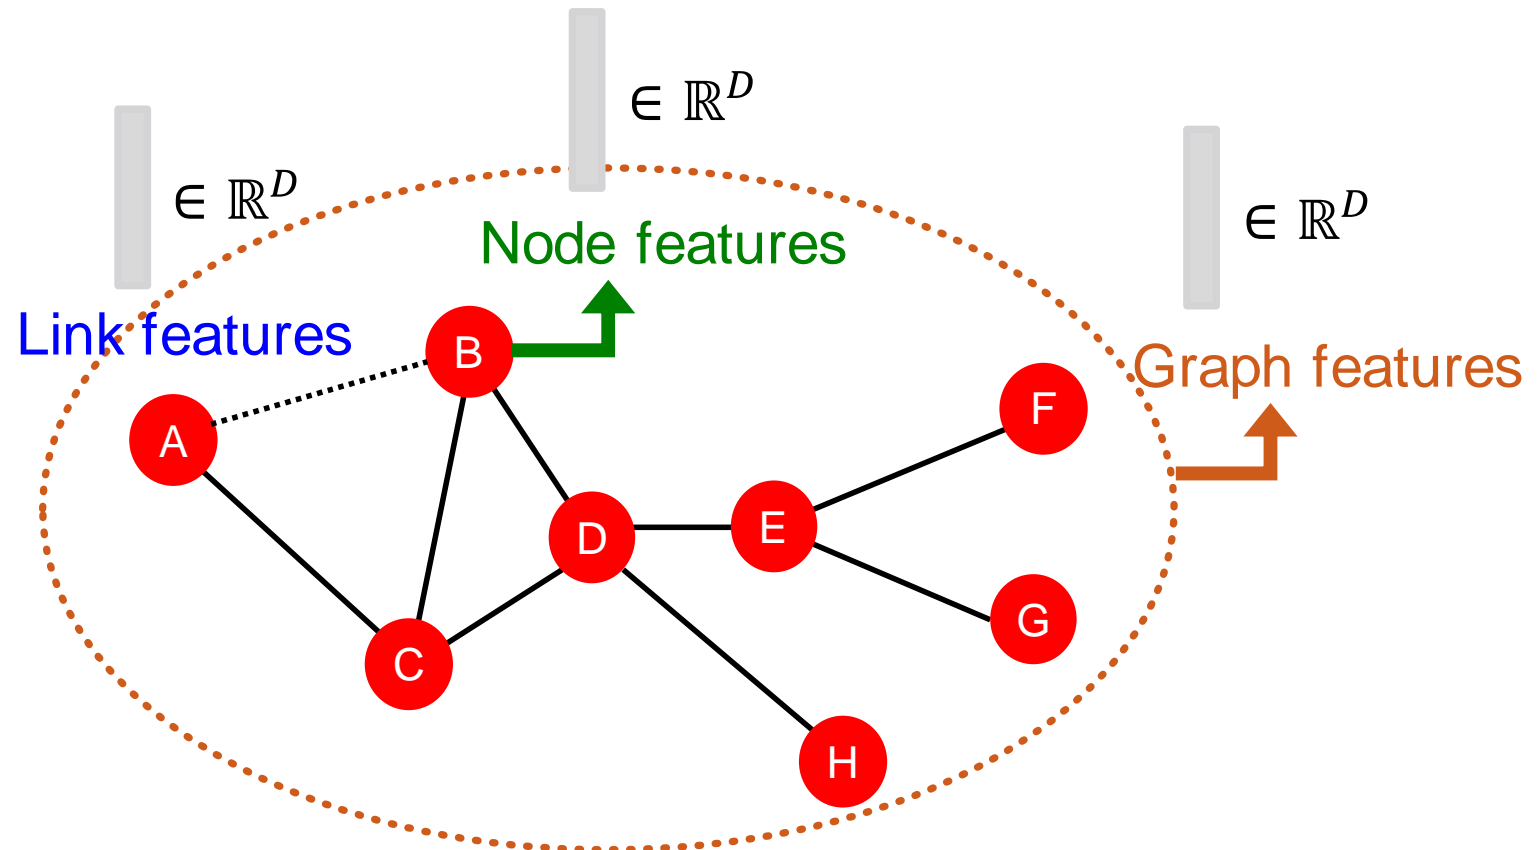 ∈ ℝ^D
∈ ℝ^D
∈ ℝ^D
Node features
Link features
Graph features
B
A
F
D
E
G
C
H